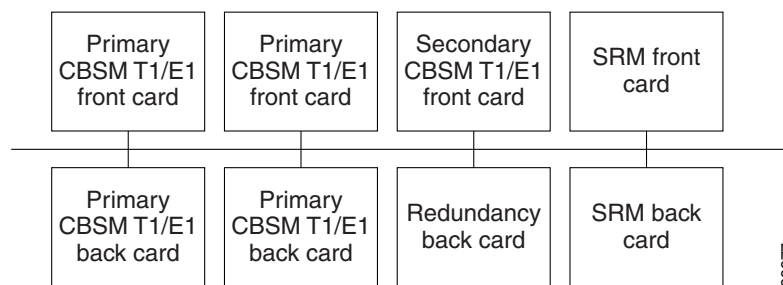 Primary
CBSM T1/E1
front card
Primary
CBSM T1/E1
front card
Secondary
CBSM T1/E1
front card
SRM front
card
Primary
CBSM T1/E1
back card
Primary
CBSM T1/E1
back card
Redundancy
back card
SRM back
card